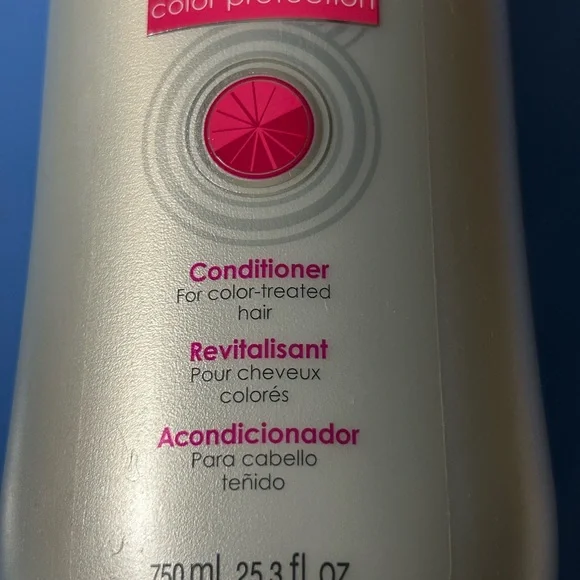 color protection
Conditioner
For color-treated
hair
Revitalisant
Pour cheveux
colorés
Acondicionador
Para cabello
teñido
750 ml 25.3 fl oz